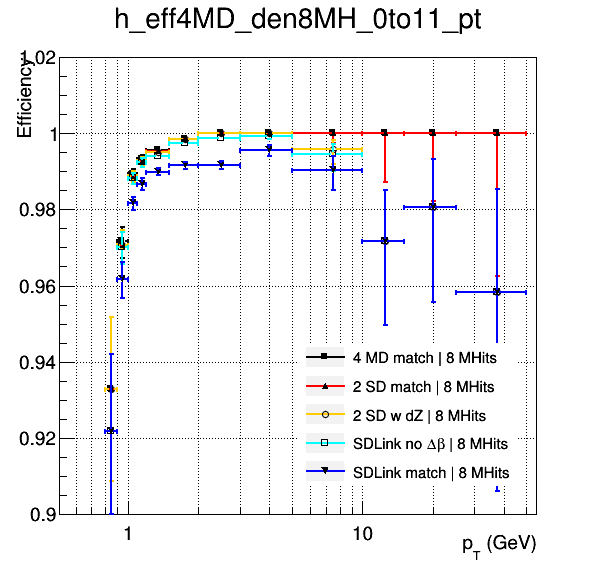 h_eff4MD_den8MH_0to11_pt
Efficiency
1.02
1
0.98
0.96
0.94
0.92
0.9
4 MD match | 8 MHits
2 SD match | 8 MHits
2 SD w dZ | 8 MHits
SDLink no Δβ | 8 MHits
SDLink match | 8 MHits
1
10
p_T (GeV)